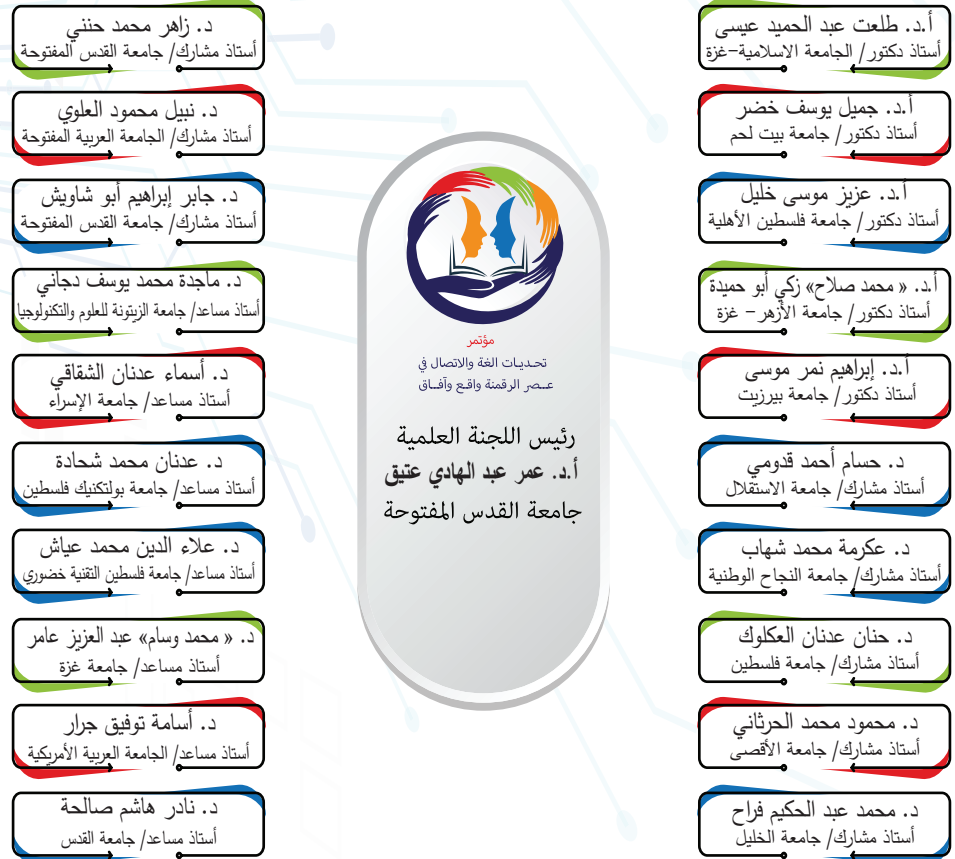 أ.د. طلعت عبد الحميد عيسى
أستاذ دكتور/ الجامعة الاسلامية-غزة
أ.د. جميل يوسف خضر
أستاذ دكتور/ جامعة بيت لحم
أ.د. عزيز موسى خليل
أستاذ دكتور/ جامعة فلسطين الأهلية
أ.د. « محمد صلاح» زكي أبو حميدة
أستاذ دكتور/ جامعة الأزهر - غزة
أ.د. إبراهيم نمر موسى
أستاذ دكتور/ جامعة بيرزيت
د. حسام أحمد قدومي
أستاذ مشارك/ جامعة الاستقلال
د. عكرمة محمد شهاب
أستاذ مشارك/ جامعة النجاح الوطنية
د. حنان عدنان العكلوك
أستاذ مشارك/ جامعة فلسطين
د. محمود محمد الحرثاني
أستاذ مشارك/ جامعة الأقصى
د. محمد عبد الحكيم فراح
أستاذ مشارك/ جامعة الخليل
مؤتمر
تحديات الغة والاتصال في
عصر الرقمنة واقع وآفاق
رئيس اللجنة العلمية
أ.د. عمر عبد الهادي عتيق
جامعة القدس المفتوحة
د. زاهر محمد حنني
أستاذ مشارك/ جامعة القدس المفتوحة
د. نبيل محمود العلوي
أستاذ مشارك/ الجامعة العربية المفتوحة
د. جابر إبراهيم أبو شاويش
أستاذ مشارك/ جامعة القدس المفتوحة
د. ماجدة محمد يوسف دجاني
أستاذ مساعد/ جامعة الزيتونة للعلوم والتكنولوجيا
د. أسماء عدنان الشقاقي
أستاذ مساعد/ جامعة الإسراء
د. عدنان محمد شحادة
أستاذ مساعد/ جامعة بولتكنيك فلسطين
د. علاء الدين محمد عياش
أستاذ مساعد/ جامعة فلسطين التقنية خضوري
د. « محمد وسام» عبد العزيز عامر
أستاذ مساعد/ جامعة غزة
د. أسامة توفيق جرار
أستاذ مساعد/ الجامعة العربية الأمريكية
د. نادر هاشم صالحة
أستاذ مساعد/ جامعة القدس